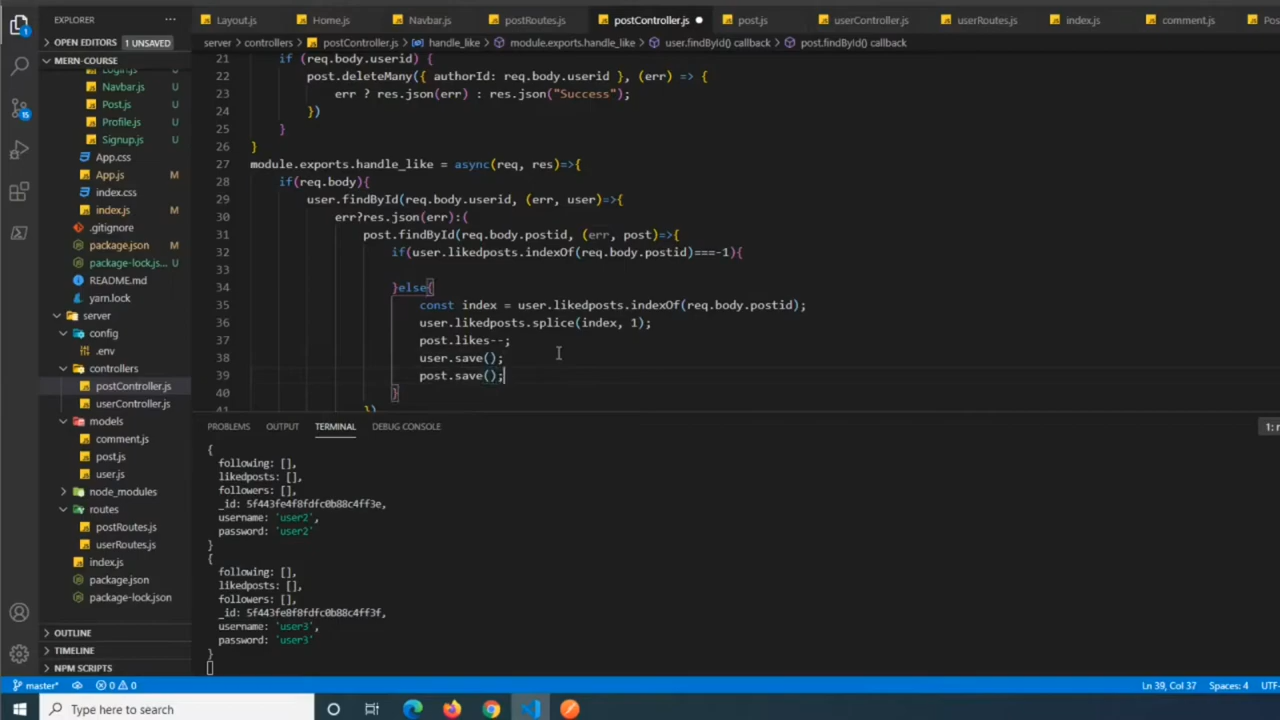 EXPLORER
Layout.js
Home.js
Navbar.js
postRoutes.js
postController.js
post.js
userController.js
userRoutes.js
index.js
comment.js
Pos
OPEN EDITORS 1 UNSAVED
server > controllers > postController.js > handle_like > module.exports.handle_like > user.findById() callback > post.findById() callback
MERN-COURSE
Login.js U
Navbar.js U
Post.js U
Profile.js U
Signup.js U
App.css
App.js M
index.css
index.js M
.gitignore
package.json M
package-lock.js... U
README.md
yarn.lock
server
config
.env
controllers
postController.js
userController.js
models
comment.js
post.js
user.js
node_modules
routes
postRoutes.js
userRoutes.js
index.js
package.json
package-lock.json
OUTLINE
TIMELINE
NPM SCRIPTS
21 if (req.body.userid) {
22 post.deleteMany({ authorId: req.body.userid }, (err) => {
23 err ? res.json(err) : res.json("Success");
24 })
25 }
26 }
27 module.exports.handle_like = async(req, res)=>{
28 if(req.body){
29 user.findById(req.body.userid, (err, user)=>{
30 err?res.json(err):(
31 post.findById(req.body.postid, (err, post)=>{
32 if(user.likedposts.indexOf(req.body.postid)===-1){
33
34 }else{
35 const index = user.likedposts.indexOf(req.body.postid);
36 user.likedposts.splice(index, 1);
37 post.likes--;
38 user.save();
39 post.save();
40 }
41 })
PROBLEMS OUTPUT TERMINAL DEBUG CONSOLE
1:
{
following: [],
likedposts: [],
followers: [],
_id: 5f443fe4f8fdfc0b88c4ff3e,
username: 'user2',
password: 'user2'
}
{
following: [],
likedposts: [],
followers: [],
_id: 5f443fe8f8fdfc0b88c4ff3f,
username: 'user3',
password: 'user3'
}
master* 0 0
Ln 39, Col 37 Spaces: 4 UTF-
Type here to search
1
15